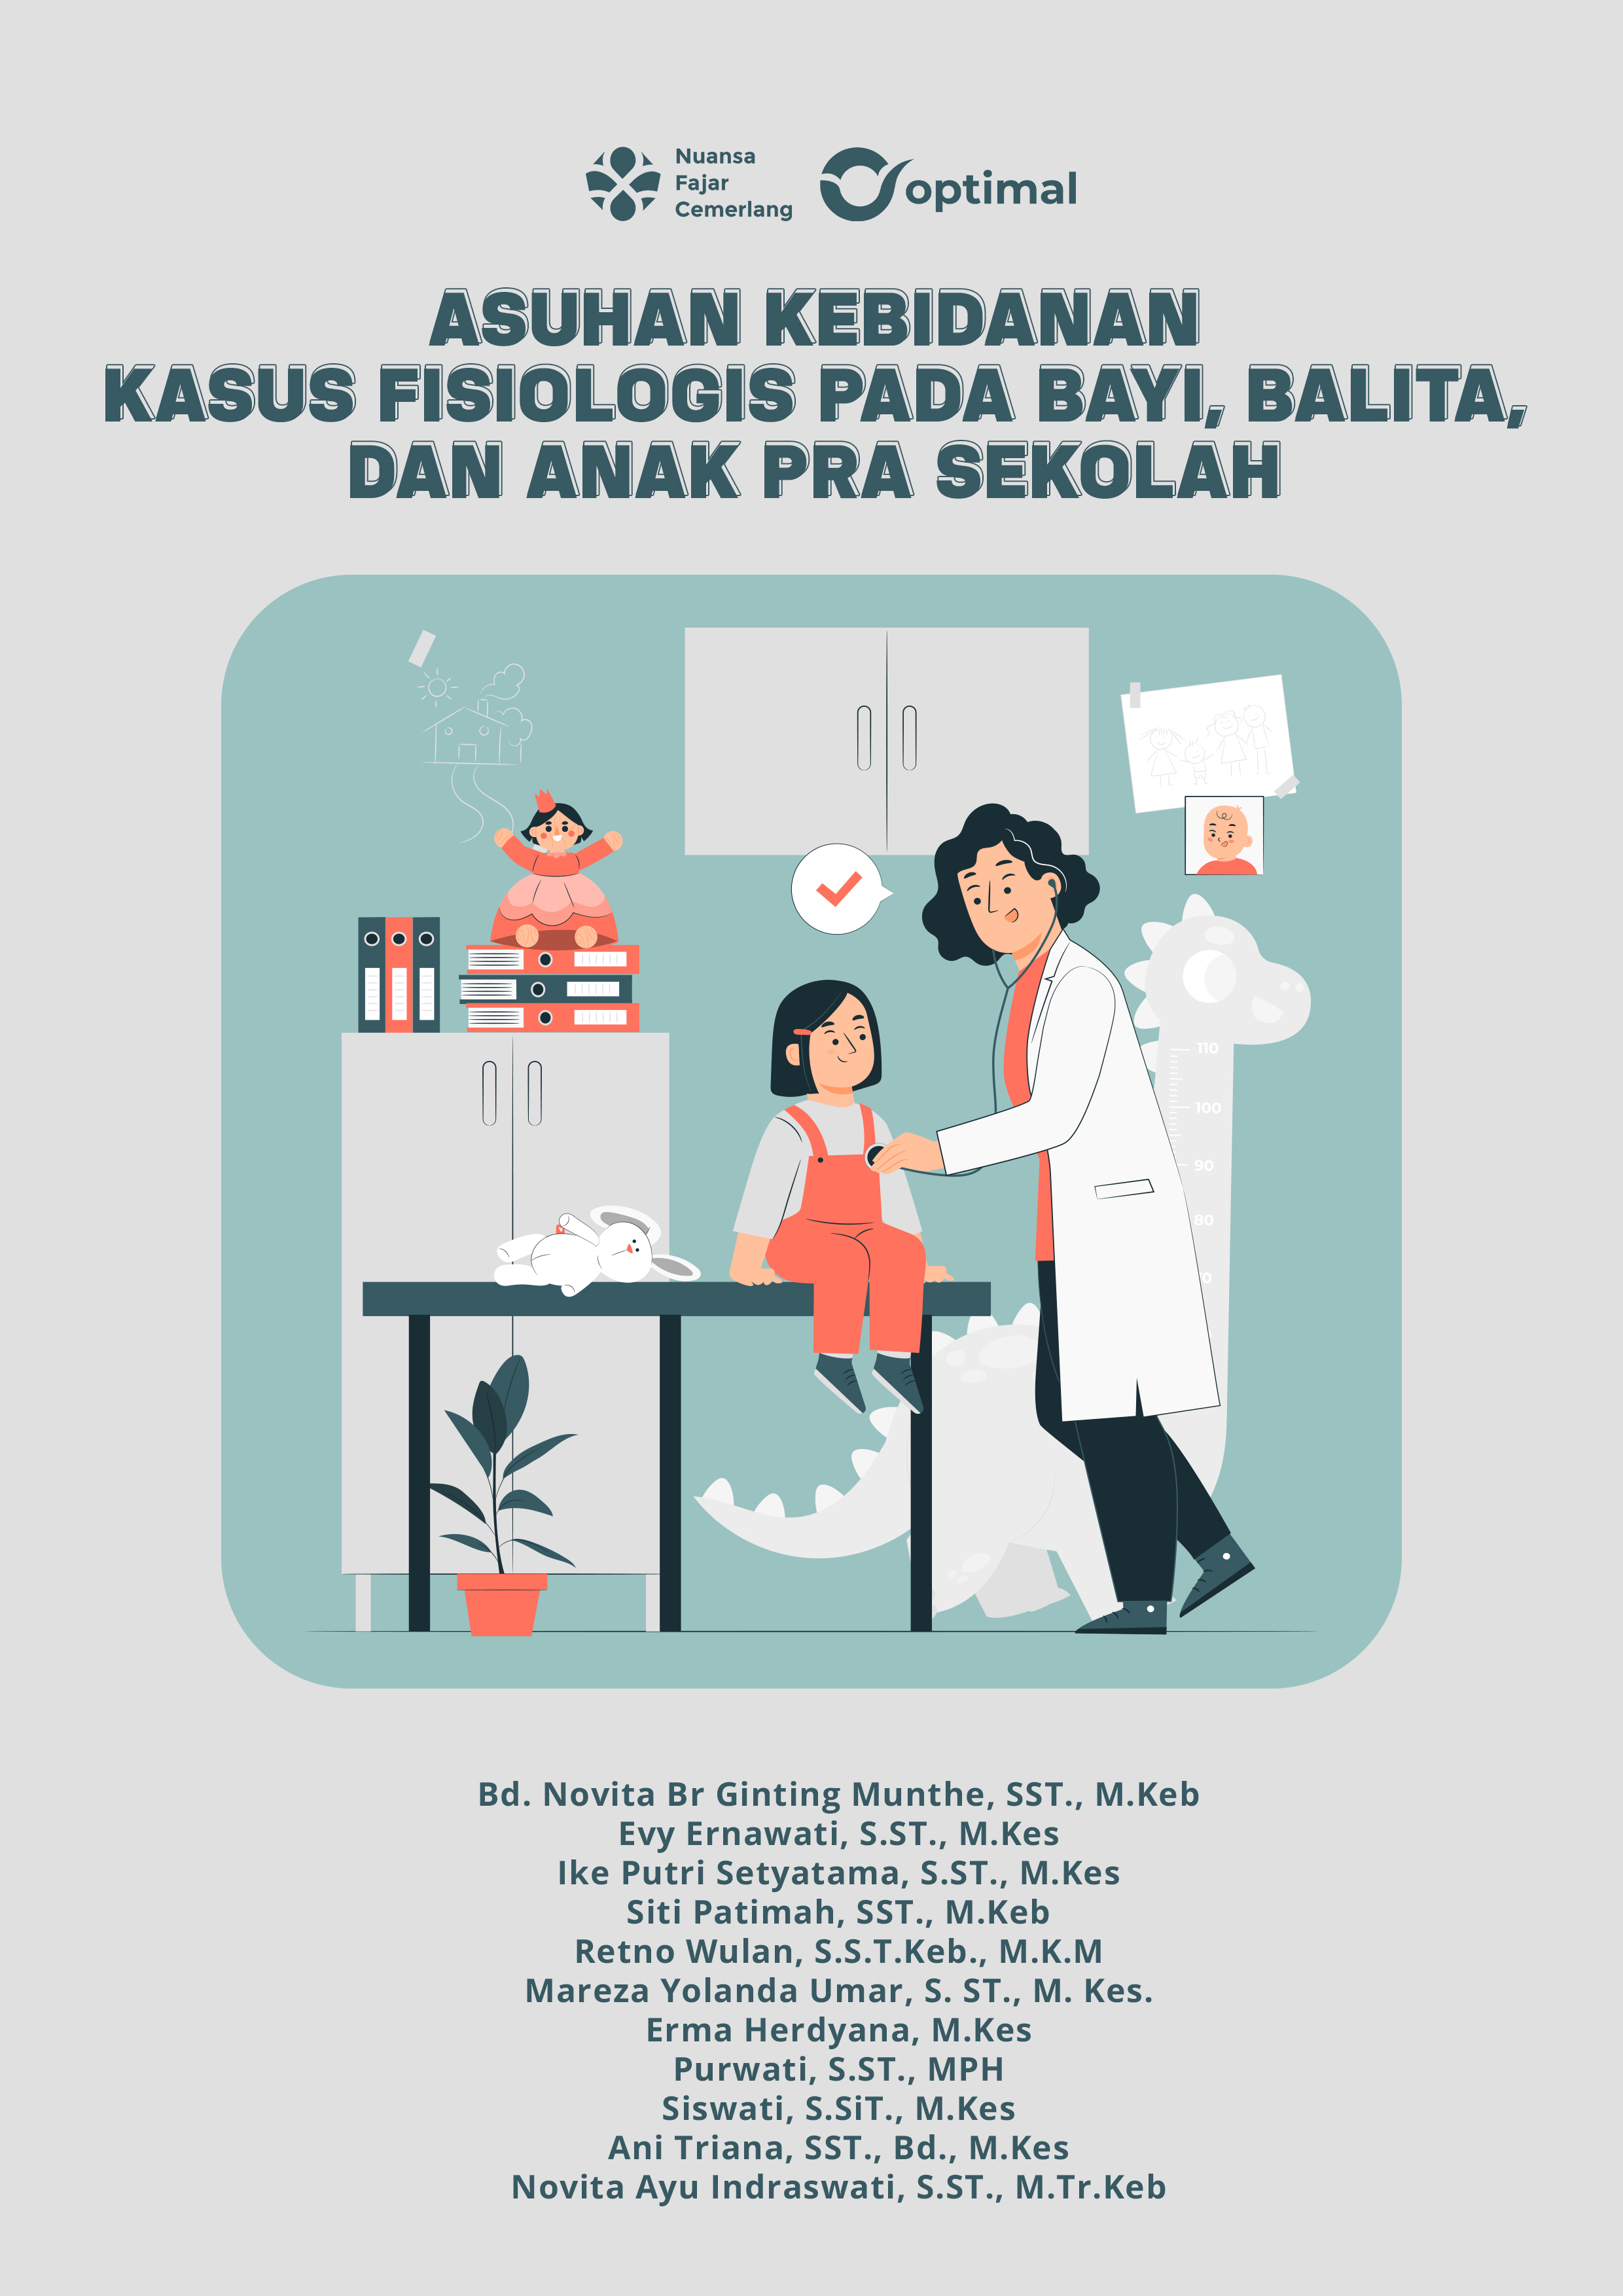 Nuansa
Fajar
Cemerlang
optimal
ASUHAN KEBIDANAN
KASUS FISIOLOGIS PADA BAYI, BALITA,
DAN ANAK PRA SEKOLAH
110
100
90
80
0
Bd. Novita Br Ginting Munthe, SST., M.Keb
Evy Ernawati, S.ST., M.Kes
Ike Putri Setyatama, S.ST., M.Kes
Siti Patimah, SST., M.Keb
Retno Wulan, S.S.T.Keb., M.K.M
Mareza Yolanda Umar, S. ST., M. Kes.
Erma Herdyana, M.Kes
Purwati, S.ST., MPH
Siswati, S.SiT., M.Kes
Ani Triana, SST., Bd., M.Kes
Novita Ayu Indraswati, S.ST., M.Tr.Keb